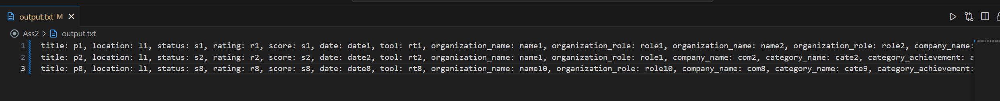 output.txt M
Ass2 > output.txt
1 title: p1, location: l1, status: s1, rating: r1, score: s1, date: date1, tool: rt1, organization_name: name1, organization_role: role1, organization_name: name2, organization_role: role2, company_name:
2 title: p2, location: l1, status: s2, rating: r2, score: s2, date: date2, tool: rt2, organization_name: name1, organization_role: role1, company_name: com2, category_name: cate2, category_achievement: a
3 title: p8, location: l1, status: s8, rating: r8, score: s8, date: date8, tool: rt8, organization_name: name10, organization_role: role10, company_name: com8, category_name: cate9, category_achievement: